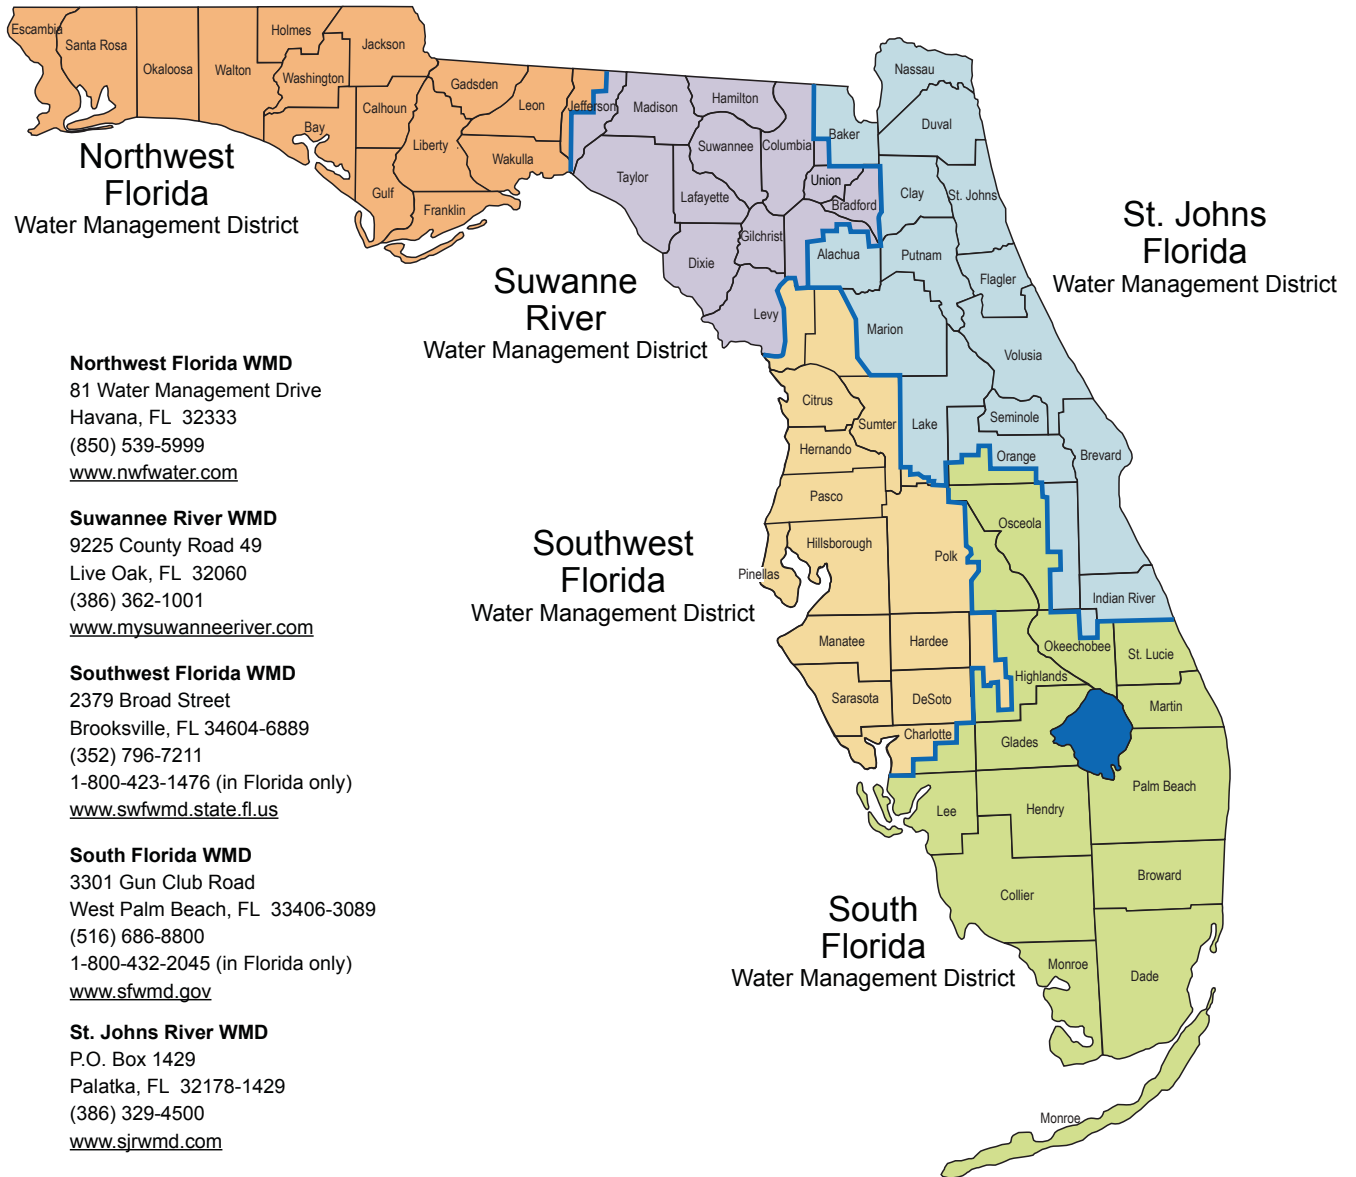 Escambia
Santa Rosa
Okaloosa
Walton
Holmes
Washington
Jackson
Bay
Calhoun
Gulf
Liberty
Gadsden
Leon
Wakulla
Franklin
Jefferson
Madison
Hamilton
Taylor
Suwannee
Columbia
Lafayette
Union
Bradford
Gilchrist
Dixie
Levy
Baker
Nassau
Duval
Clay
St. Johns
Alachua
Putnam
Flagler
Marion
Volusia
Lake
Seminole
Orange
Brevard
Indian River
Citrus
Sumter
Hernando
Pasco
Hillsborough
Pinellas
Polk
Manatee
Hardee
Sarasota
DeSoto
Charlotte
Osceola
Okeechobee
St. Lucie
Highlands
Martin
Glades
Palm Beach
Lee
Hendry
Collier
Broward
Monroe
Dade
Monroe
Northwest
Florida
Water Management District
Suwanne
River
Water Management District
St. Johns
Florida
Water Management District
Southwest
Florida
Water Management District
South
Florida
Water Management District
Northwest Florida WMD
81 Water Management Drive
Havana, FL  32333
(850) 539-5999
www.nwfwater.com
Suwannee River WMD
9225 County Road 49
Live Oak, FL  32060
(386) 362-1001
www.mysuwanneeriver.com
Southwest Florida WMD
2379 Broad Street
Brooksville, FL 34604-6889
(352) 796-7211
1-800-423-1476 (in Florida only)
www.swfwmd.state.fl.us
South Florida WMD
3301 Gun Club Road
West Palm Beach, FL  33406-3089
(516) 686-8800
1-800-432-2045 (in Florida only)
www.sfwmd.gov
St. Johns River WMD
P.O. Box 1429
Palatka, FL  32178-1429
(386) 329-4500
www.sjrwmd.com